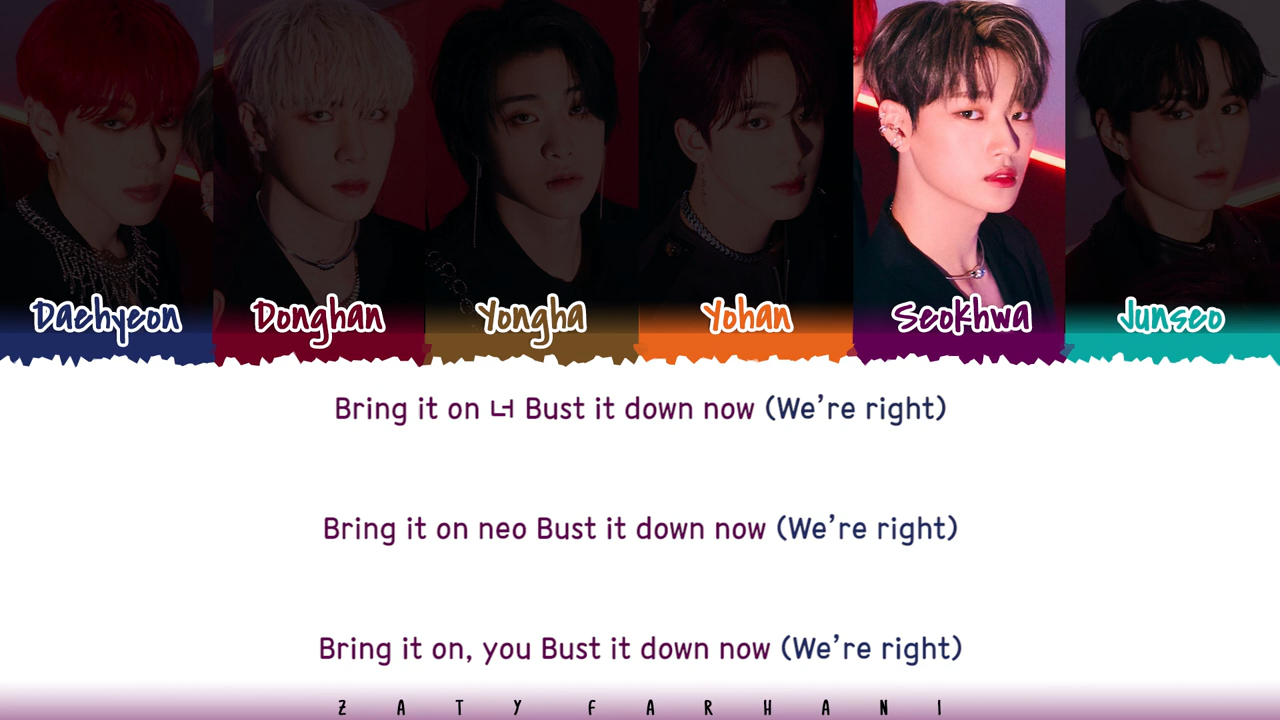 Daehyeon Donghan Yongha Yohan Seokhwa Junseo
Bring it on 너 Bust it down now (We're right)
Bring it on neo Bust it down now (We're right)
Bring it on, you Bust it down now (We're right)
ZATY FARHANI